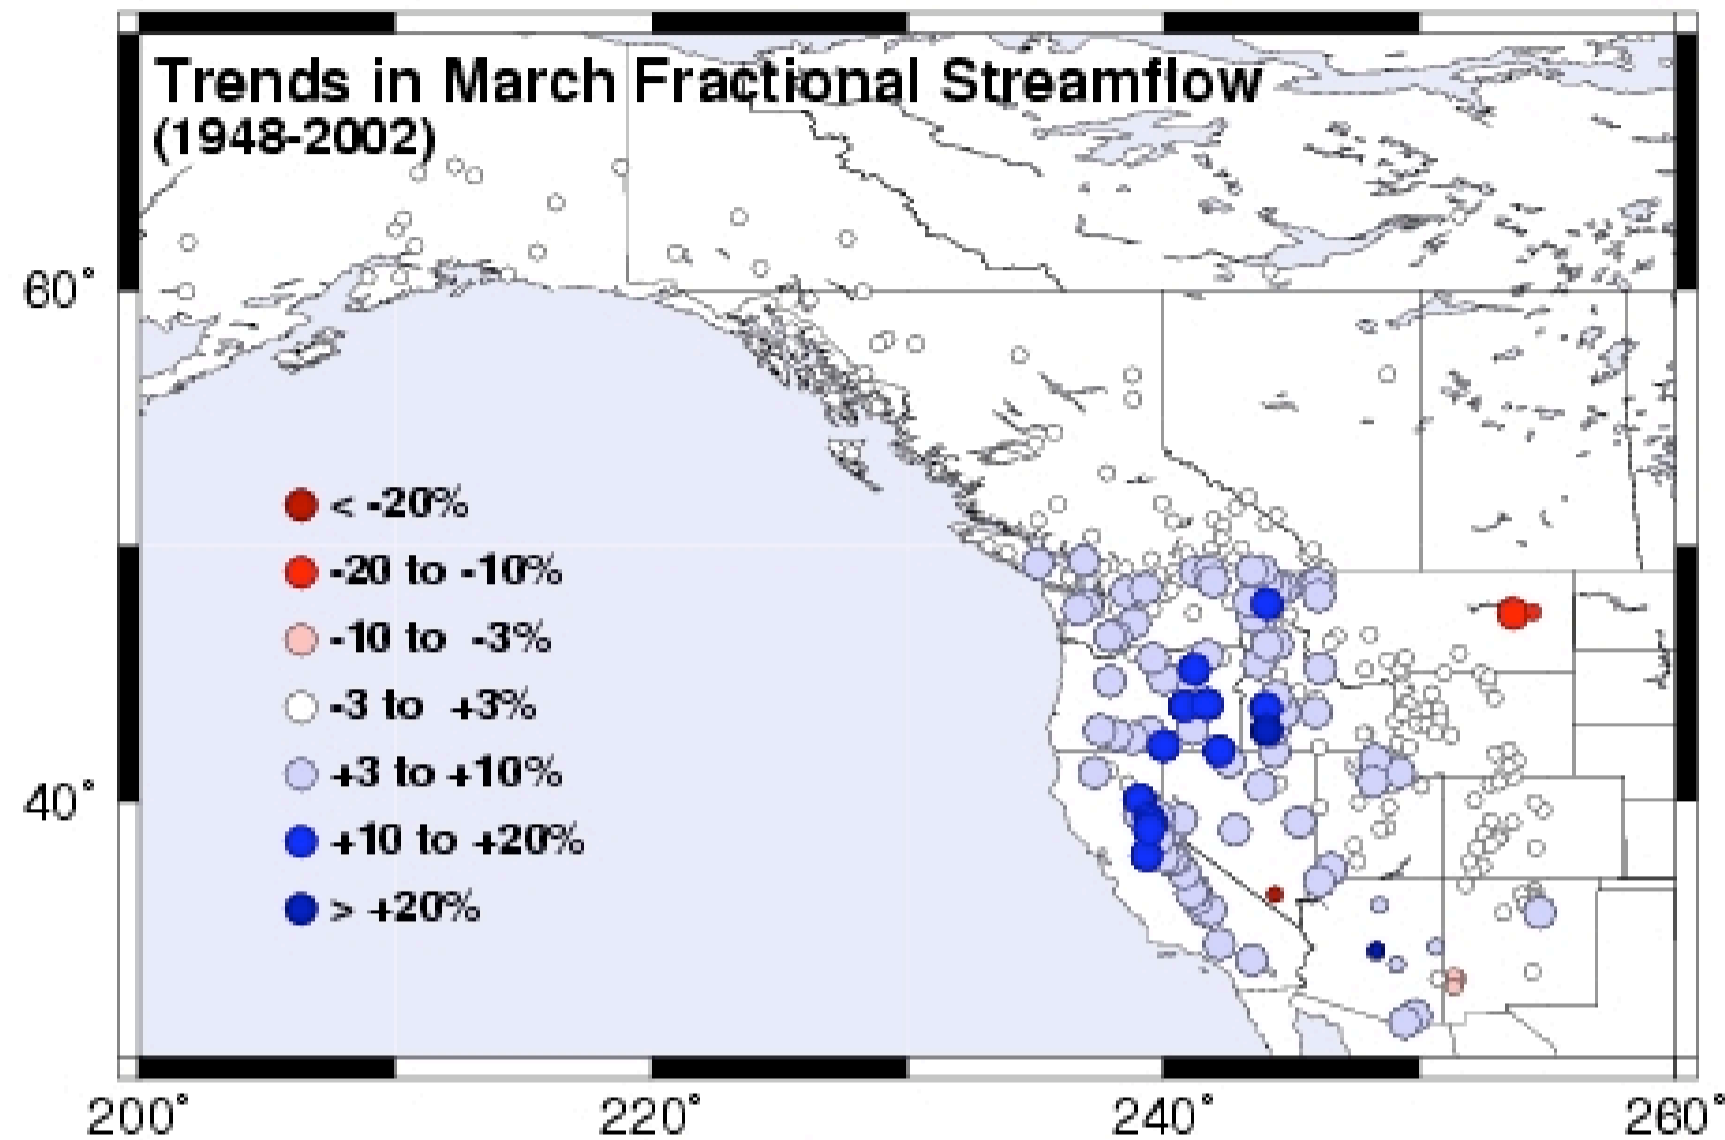 Trends in March Fractional Streamflow
(1948-2002)
60°
< -20%
-20 to -10%
-10 to -3%
-3 to +3%
+3 to +10%
40°
+10 to +20%
> +20%
200° 220° 240° 260°